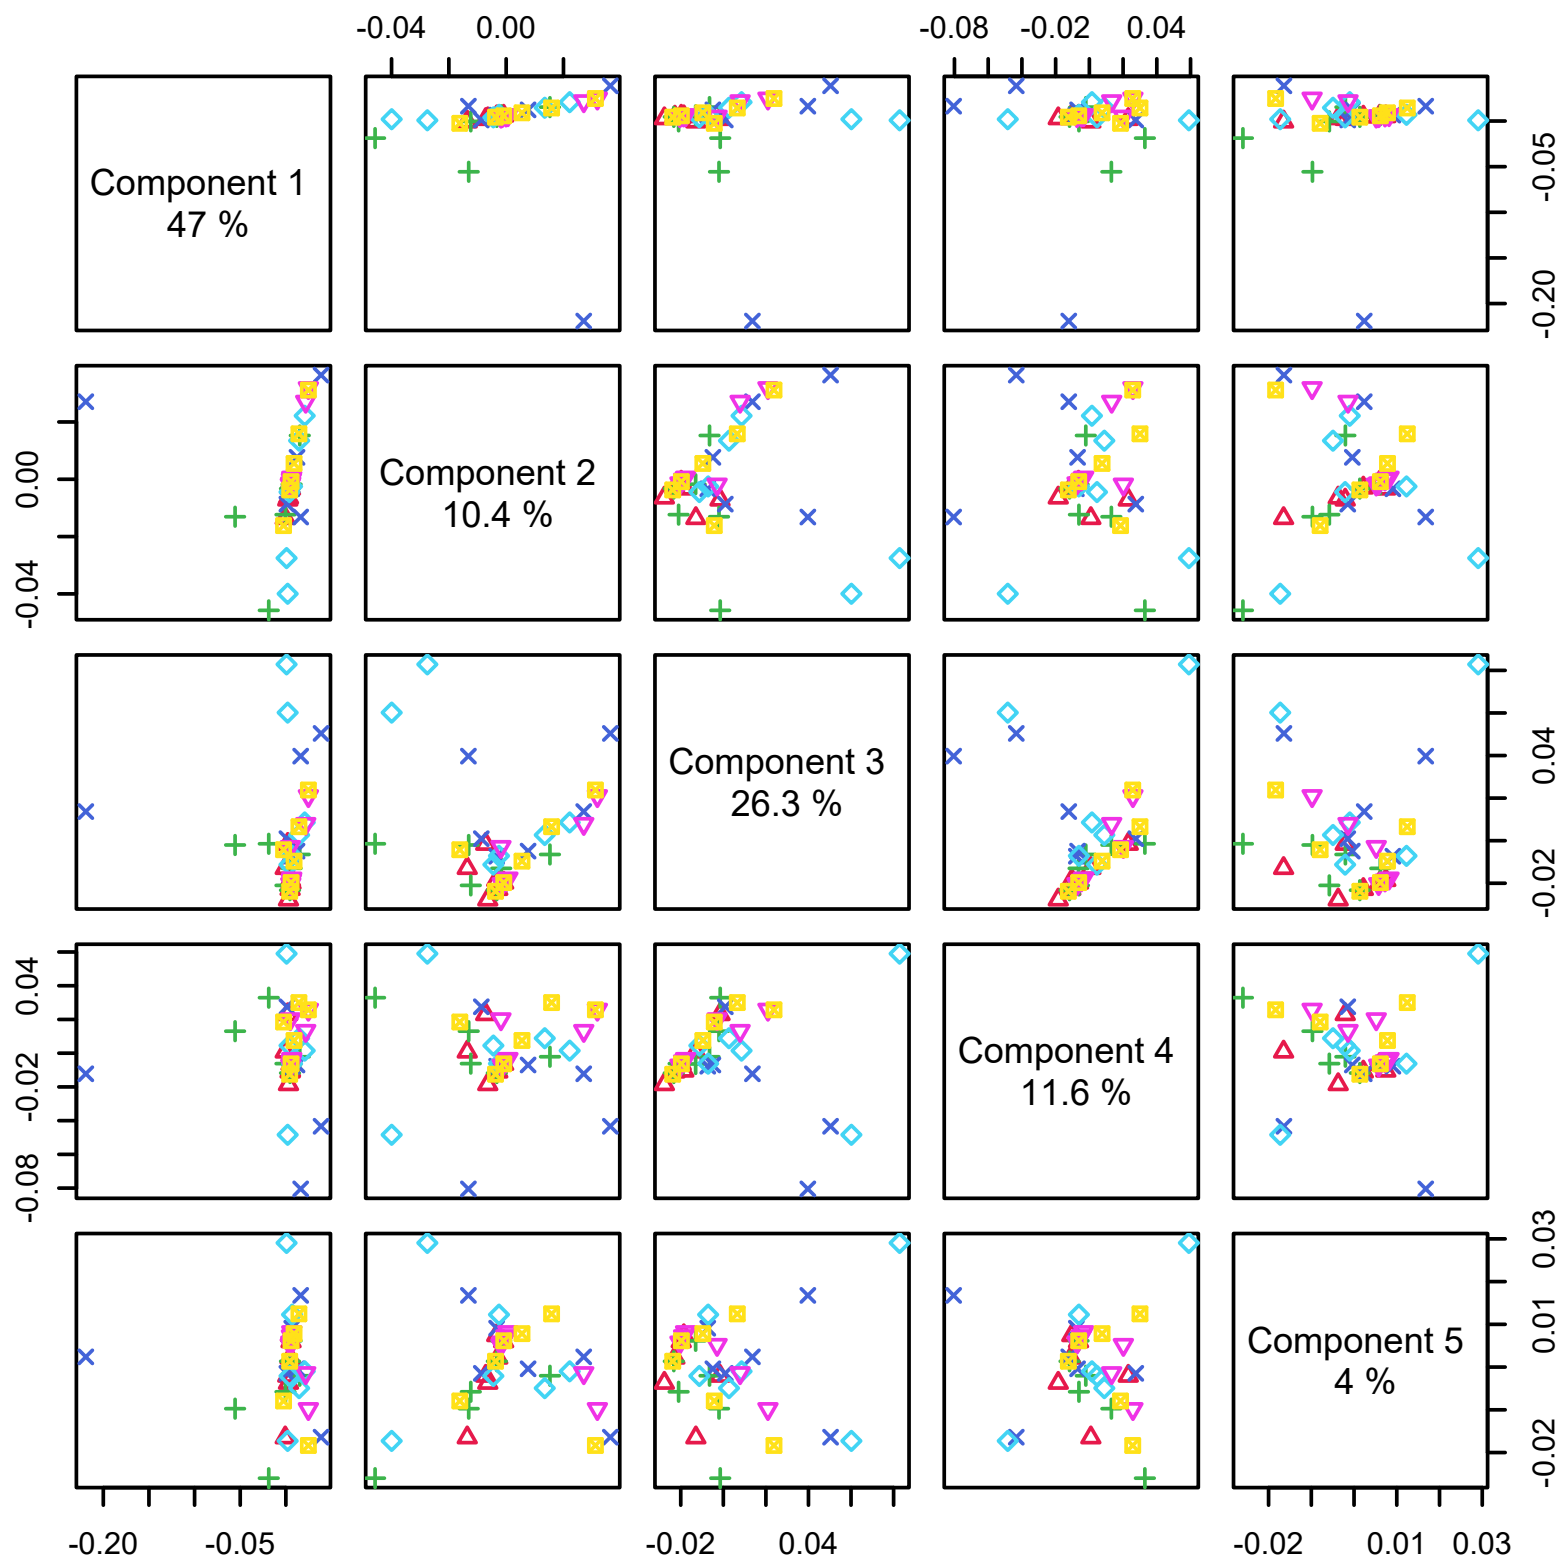 -0.04 0.00 -0.08 -0.02 0.04
Component 1
47 %
-0.05
-0.20
0.00
-0.04
Component 2
10.4 %
Component 3
26.3 %
0.04
-0.02
0.04
-0.02
-0.08
Component 4
11.6 %
Component 5
4 %
0.03
0.01
-0.02
-0.20 -0.05 -0.02 0.04 -0.02 0.01 0.03